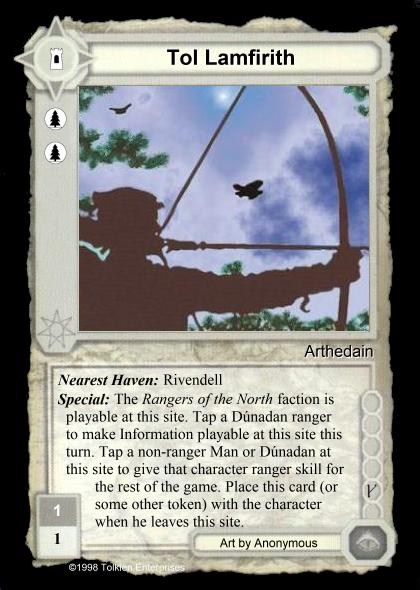 Tol Lamfirith
Arthedain
Nearest Haven: Rivendell
Special: The Rangers of the North faction is
playable at this site. Tap a Dúnadan ranger
to make Information playable at this site this
turn. Tap a non-ranger Man or Dúnadan at
this site to give that character ranger skill for
the rest of the game. Place this card (or
some other token) with the character
when he leaves this site.
1
1
Art by Anonymous
©1998 Tolkien Enterprises